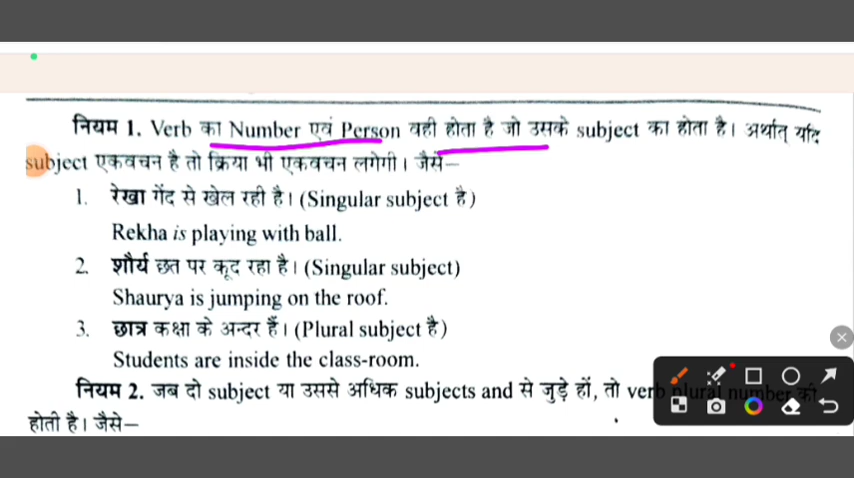 नियम 1. Verb का Number एवं Person वही होता है जो उसके subject का होता है। अर्थात् यदि
subject एकवचन है तो क्रिया भी एकवचन लगेगी। जैसे—
1. रेखा गेंद से खेल रही है। (Singular subject है)
Rekha is playing with ball.
2. शौर्य छत पर कूद रहा है। (Singular subject)
Shaurya is jumping on the roof.
3. छात्र कक्षा के अन्दर हैं। (Plural subject है)
Students are inside the class-room.
नियम 2. जब दो subject या उससे अधिक subjects and से जुड़े हों, तो verb plural number की
होती है। जैसे—